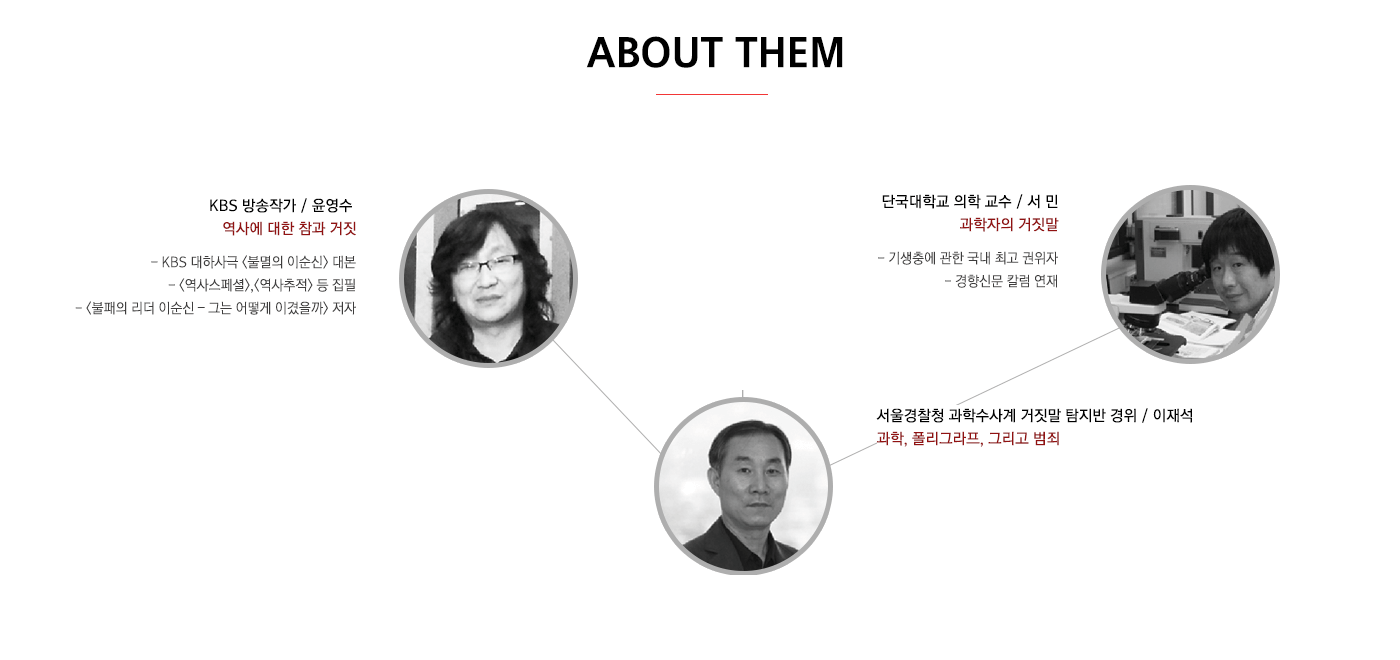 ABOUT THEM
KBS 방송작가 / 윤영수
역사에 대한 참과 거짓
– KBS 대하사극 〈불멸의 이순신〉 대본
– 〈역사스페셜〉,〈역사추적〉 등 집필
– 〈불패의 리더 이순신 – 그는 어떻게 이겼을까〉 저자
단국대학교 의학 교수 / 서 민
과학자의 거짓말
– 기생충에 관한 국내 최고 권위자
– 경향신문 칼럼 연재
서울경찰청 과학수사계 거짓말 탐지반 경위 / 이재석
과학, 폴리그라프, 그리고 범죄